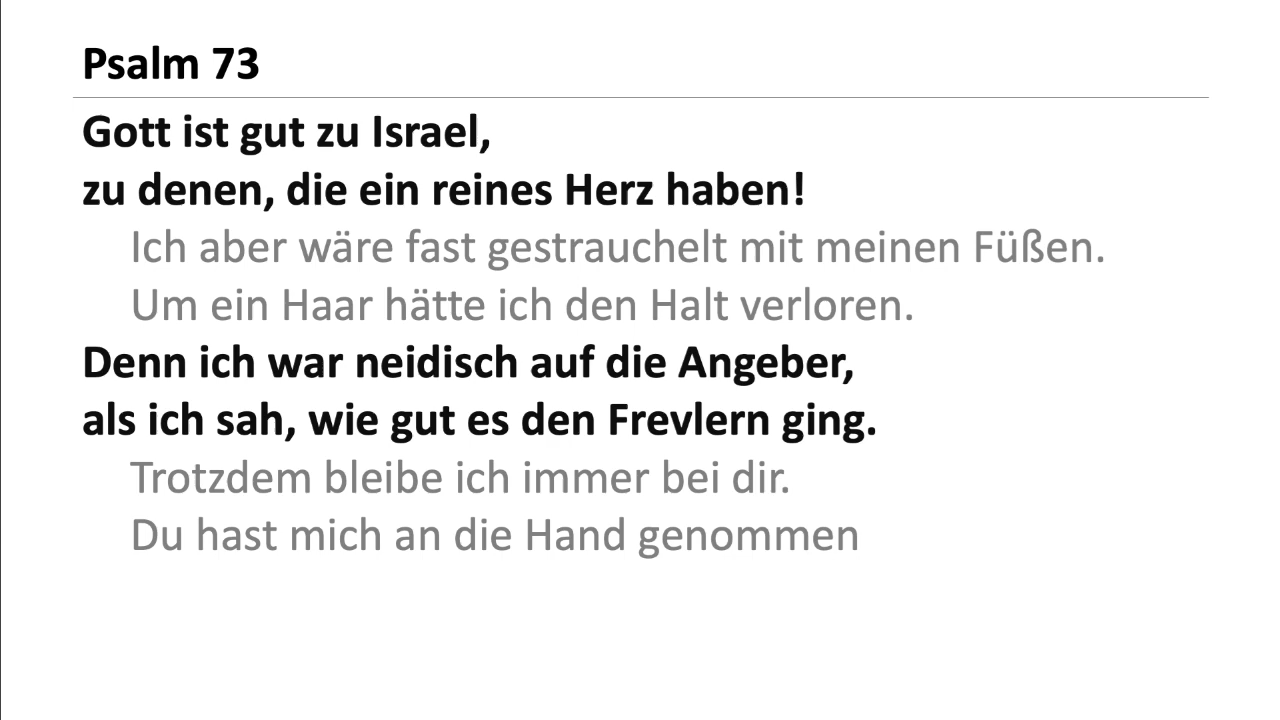 Psalm 73
Gott ist gut zu Israel,
zu denen, die ein reines Herz haben!
Ich aber wäre fast gestrauchelt mit meinen Füßen.
Um ein Haar hätte ich den Halt verloren.
Denn ich war neidisch auf die Angeber,
als ich sah, wie gut es den Frevlern ging.
Trotzdem bleibe ich immer bei dir.
Du hast mich an die Hand genommen